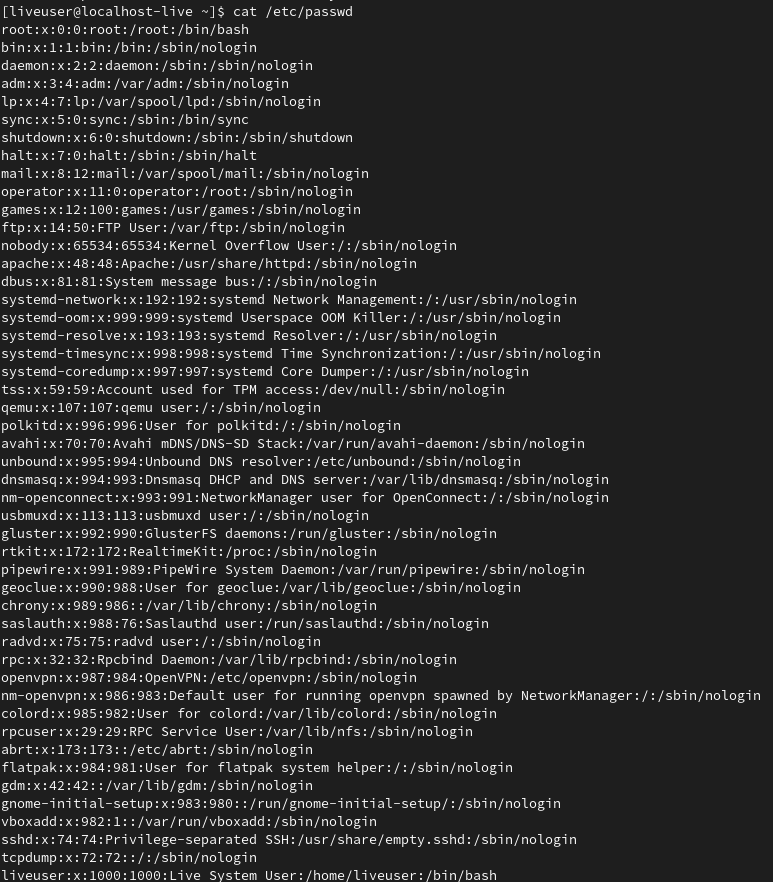 [liveuser@localhost-live ~]$ cat /etc/passwd
root:x:0:0:root:/root:/bin/bash
bin:x:1:1:bin:/bin:/sbin/nologin
daemon:x:2:2:daemon:/sbin:/sbin/nologin
adm:x:3:4:adm:/var/adm:/sbin/nologin
lp:x:4:7:lp:/var/spool/lpd:/sbin/nologin
sync:x:5:0:sync:/sbin:/bin/sync
shutdown:x:6:0:shutdown:/sbin:/sbin/shutdown
halt:x:7:0:halt:/sbin:/sbin/halt
mail:x:8:12:mail:/var/spool/mail:/sbin/nologin
operator:x:11:0:operator:/root:/sbin/nologin
games:x:12:100:games:/usr/games:/sbin/nologin
ftp:x:14:50:FTP User:/var/ftp:/sbin/nologin
nobody:x:65534:65534:Kernel Overflow User:/:/sbin/nologin
apache:x:48:48:Apache:/usr/share/httpd:/sbin/nologin
dbus:x:81:81:System message bus:/:/sbin/nologin
systemd-network:x:192:192:systemd Network Management:/:/usr/sbin/nologin
systemd-oom:x:999:999:systemd Userspace OOM Killer:/:/usr/sbin/nologin
systemd-resolve:x:193:193:systemd Resolver:/:/usr/sbin/nologin
systemd-timesync:x:998:998:systemd Time Synchronization:/:/usr/sbin/nologin
systemd-coredump:x:997:997:systemd Core Dumper:/:/usr/sbin/nologin
tss:x:59:59:Account used for TPM access:/dev/null:/sbin/nologin
qemu:x:107:107:qemu user:/:/sbin/nologin
polkitd:x:996:996:User for polkitd:/:/sbin/nologin
avahi:x:70:70:Avahi mDNS/DNS-SD Stack:/var/run/avahi-daemon:/sbin/nologin
unbound:x:995:994:Unbound DNS resolver:/etc/unbound:/sbin/nologin
dnsmasq:x:994:993:Dnsmasq DHCP and DNS server:/var/lib/dnsmasq:/sbin/nologin
nm-openconnect:x:993:991:NetworkManager user for OpenConnect:/:/sbin/nologin
usbmuxd:x:113:113:usbmuxd user:/:/sbin/nologin
gluster:x:992:990:GlusterFS daemons:/run/gluster:/sbin/nologin
rtkit:x:172:172:RealtimeKit:/proc:/sbin/nologin
pipewire:x:991:989:PipeWire System Daemon:/var/run/pipewire:/sbin/nologin
geoclue:x:990:988:User for geoclue:/var/lib/geoclue:/sbin/nologin
chrony:x:989:986::/var/lib/chrony:/sbin/nologin
saslauth:x:988:76:Saslauthd user:/run/saslauthd:/sbin/nologin
radvd:x:75:75:radvd user:/:/sbin/nologin
rpc:x:32:32:Rpcbind Daemon:/var/lib/rpcbind:/sbin/nologin
openvpn:x:987:984:OpenVPN:/etc/openvpn:/sbin/nologin
nm-openvpn:x:986:983:Default user for running openvpn spawned by NetworkManager:/:/sbin/nologin
colord:x:985:982:User for colord:/var/lib/colord:/sbin/nologin
rpcuser:x:29:29:RPC Service User:/var/lib/nfs:/sbin/nologin
abrt:x:173:173::/etc/abrt:/sbin/nologin
flatpak:x:984:981:User for flatpak system helper:/:/sbin/nologin
gdm:x:42:42::/var/lib/gdm:/sbin/nologin
gnome-initial-setup:x:983:980::/run/gnome-initial-setup/:/sbin/nologin
vboxadd:x:982:1::/var/run/vboxadd:/sbin/nologin
sshd:x:74:74:Privilege-separated SSH:/usr/share/empty.sshd:/sbin/nologin
tcpdump:x:72:72::/:/sbin/nologin
liveuser:x:1000:1000:Live System User:/home/liveuser:/bin/bash